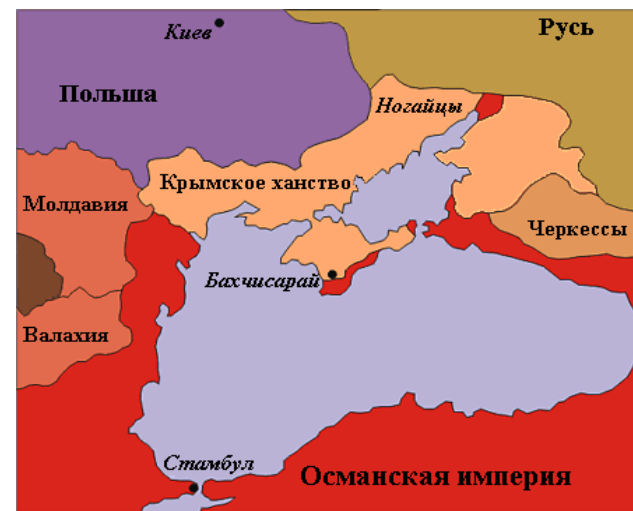 Киев
Русь
Польша
Ногайцы
Крымское ханство
Молдавия
Черкессы
Бахчисарай
Валахия
Стамбул
Османская империя